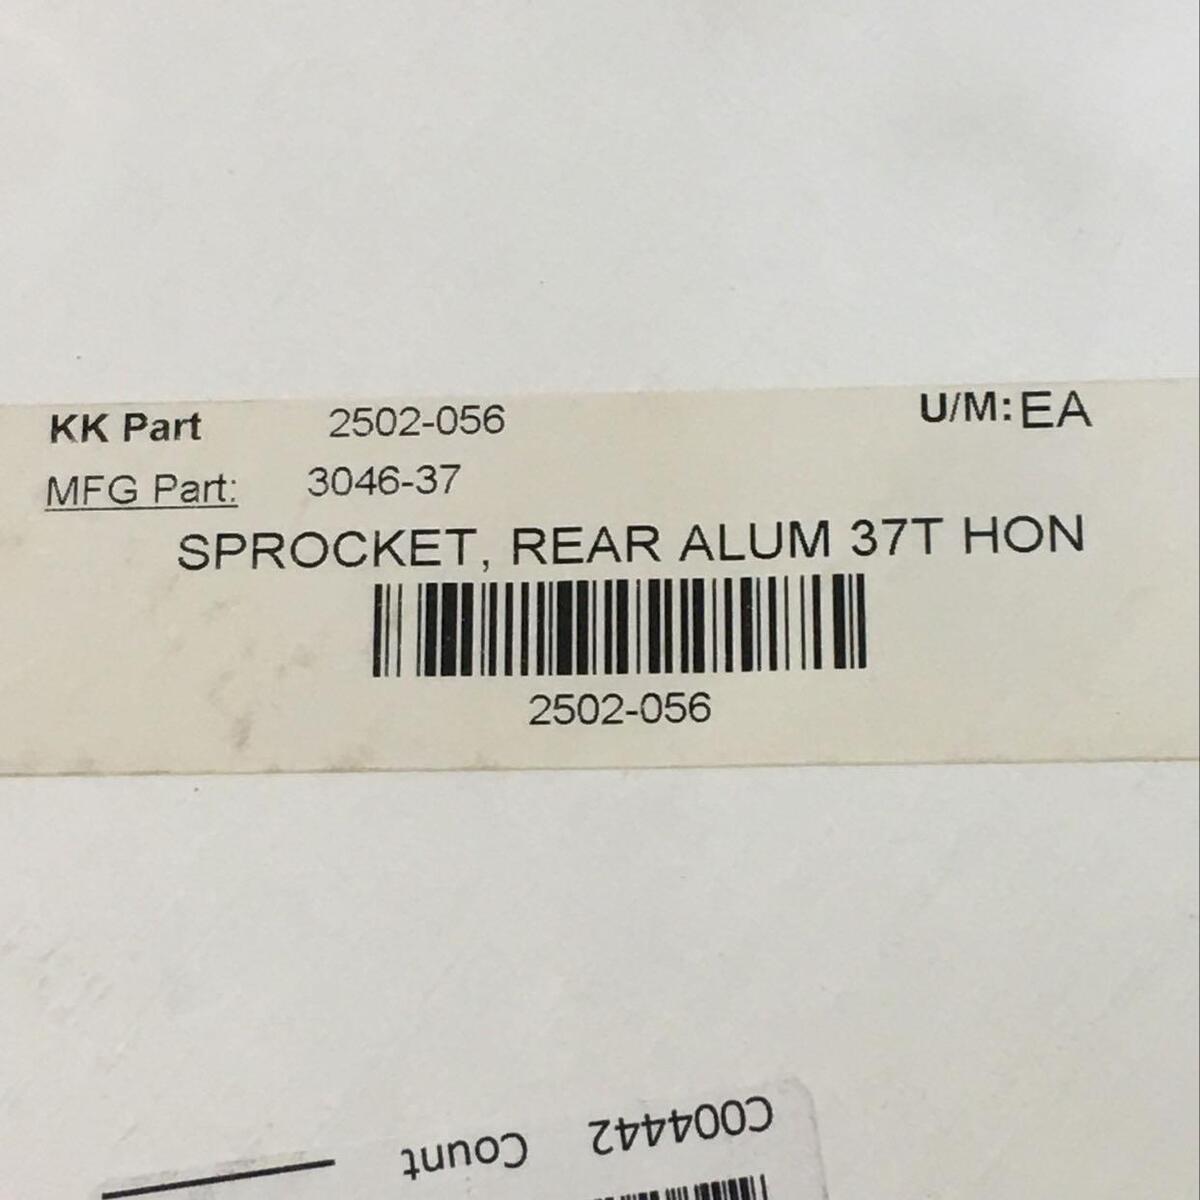 KK Part 2502-056 U/M: EA
MFG Part: 3046-37
SPROCKET, REAR ALUM 37T HON
2502-056
C004442 Count